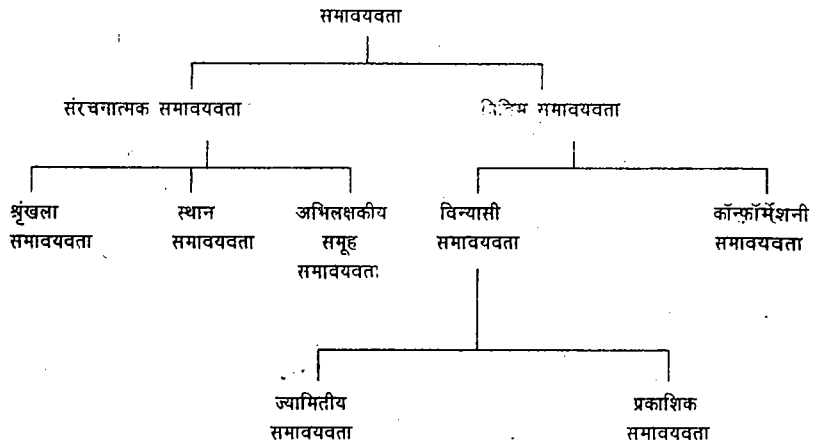 समावयवता
संरचनात्मक समावयवता
त्रिविम समावयवता
श्रृंखला
समावयवता
स्थान
समावयवता
अभिलक्षकीय
समूह
समावयवता
विन्यासी
समावयवता
कॉन्फ़ॉर्मेशनी
समावयवता
ज्यामितीय
समावयवता
प्रकाशिक
समावयवता